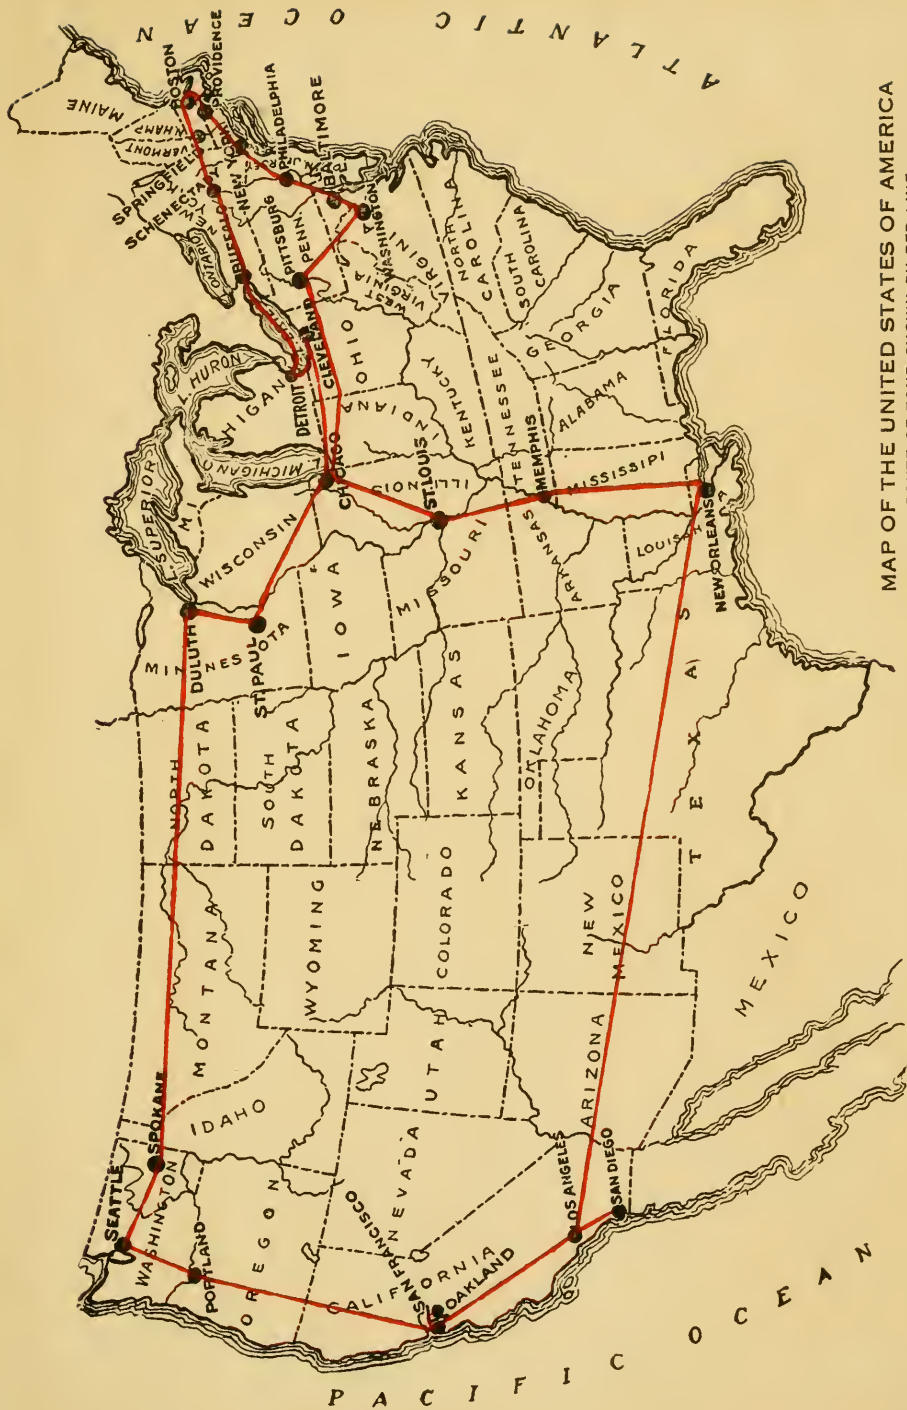 MAP OF THE UNITED STATES OF AMERICA
PACIFIC OCEAN
ATLANTIC OCEAN
MEXICO
SEATTLE
SPOKANE
WASHINGTON
PORTLAND
OREGON
IDAHO
MONTANA
NORTH
DAKOTA
SOUTH
DAKOTA
MINNESOTA
DULUTH
ST. PAUL
WISCONSIN
SUPERIOR
MICHIGAN
L. MICHIGAN
L. HURON
DETROIT
CHICAGO
CLEVELAND
BUFFALO
ONTARIO
SCHENECTADY
SPRINGFIELD
VERMONT
MAINE
BOSTON
PROVIDENCE
NEW YORK
PHILADELPHIA
BALTIMORE
WASHINGTON
PITTSBURG
PENN.
OHIO
INDIANA
ILLINOIS
IOWA
NEBRASKA
WYOMING
NEVADA
UTAH
COLORADO
KANSAS
MISSOURI
ST. LOUIS
KENTUCKY
WEST
VIRGINIA
VIRGINIA
NORTH
CAROLINA
SOUTH
CAROLINA
TENNESSEE
MEMPHIS
ARKANSAS
OKLAHOMA
NEW
MEXICO
ARIZONA
CALIFORNIA
SAN FRANCISCO
OAKLAND
LOS ANGELES
SAN DIEGO
TEXAS
LOUISIANA
NEW ORLEANS
MISSISSIPI
ALABAMA
GEORGIA
FLORIDA